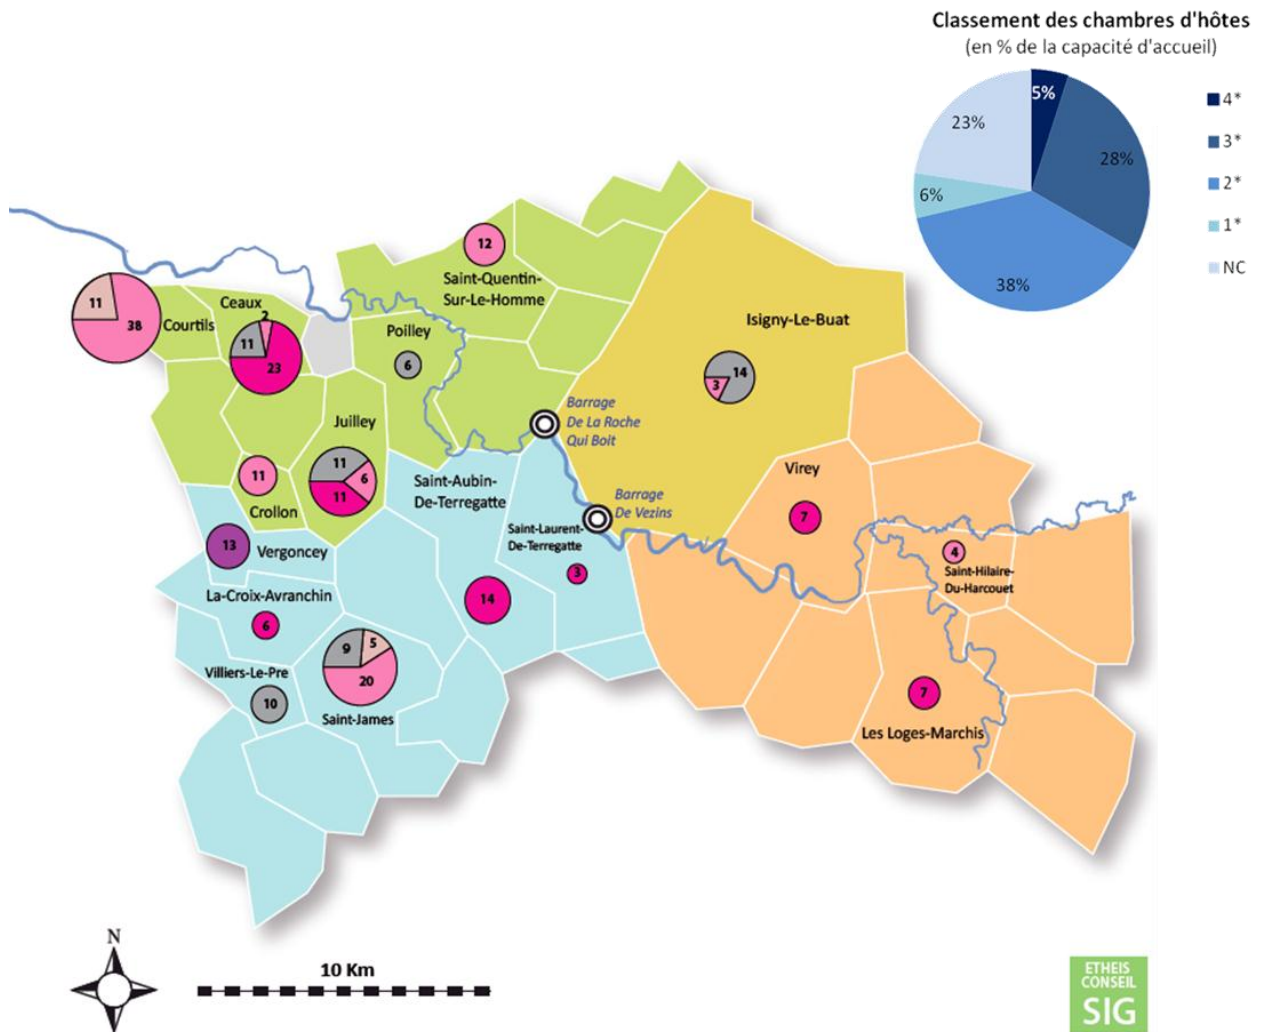 Classement des chambres d'hôtes
(en % de la capacité d'accueil)
5%
28%
38%
6%
23%
4*
3*
2*
1*
NC
12
Saint-Quentin-
Sur-Le-Homme
11
38
Courtils
Ceaux
2
11
23
Poilley
6
Isigny-Le-Buat
14
3
Barrage
De La Roche
Qui Boit
Juilley
11
6
11
11
Crollon
Saint-Aubin-
De-Terregatte
14
Barrage
De Vezins
Saint-Laurent-
De-Terregatte
3
Virey
7
4
Saint-Hilaire-
Du-Harcouet
13
Vergoncey
La-Croix-Avranchin
6
Villiers-Le-Pre
10
9
5
20
Saint-James
7
Les Loges-Marchis
N
10 Km
ETHEIS
CONSEIL
SIG